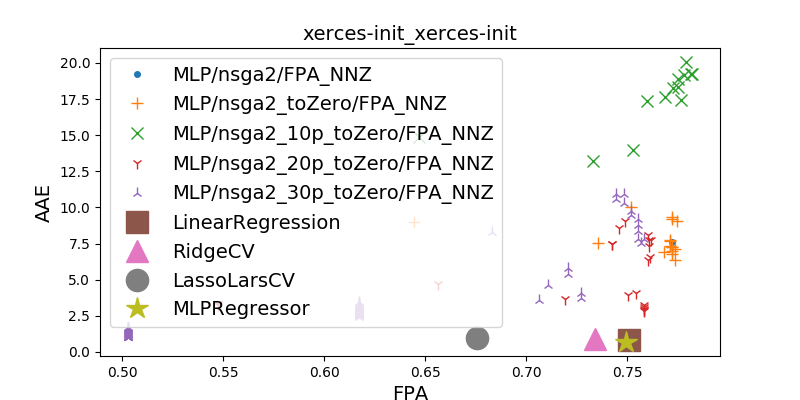 xerces-init_xerces-init
AAE
20.0
17.5
15.0
12.5
10.0
7.5
5.0
2.5
0.0
MLP/nsga2/FPA_NNZ
MLP/nsga2_toZero/FPA_NNZ
MLP/nsga2_10p_toZero/FPA_NNZ
MLP/nsga2_20p_toZero/FPA_NNZ
MLP/nsga2_30p_toZero/FPA_NNZ
LinearRegression
RidgeCV
LassoLarsCV
MLPRegressor
0.50 0.55 0.60 0.65 0.70 0.75
FPA